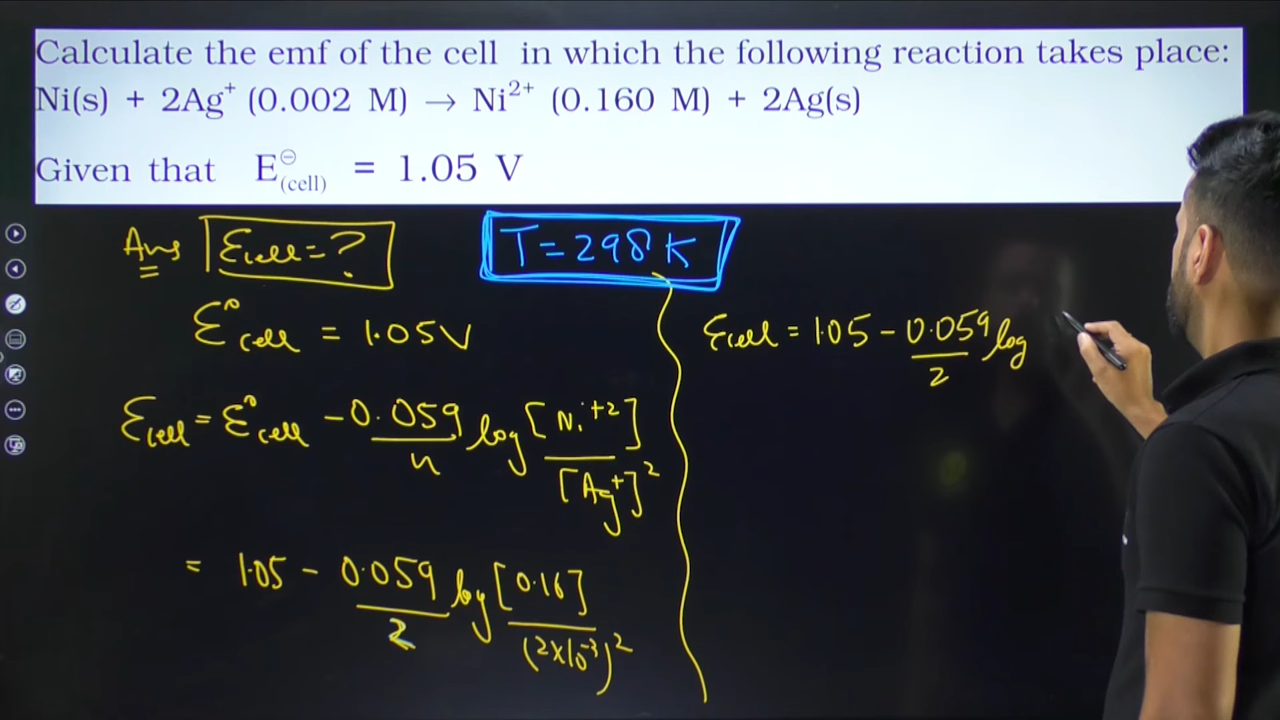 Calculate the emf of the cell in which the following reaction takes place:
Ni(s) + 2Ag⁺ (0.002 M) → Ni²⁺ (0.160 M) + 2Ag(s)
Given that E⊖(cell) = 1.05 V
Ans Ecell = ?
T = 298 K
E°cell = 1.05V
Ecell = E°cell - 0.059/n log [Ni⁺²]/[Ag⁺]²
= 1.05 - 0.059/2 log [0.16]/(2×10⁻³)²
Ecell = 1.05 - 0.059/2 log